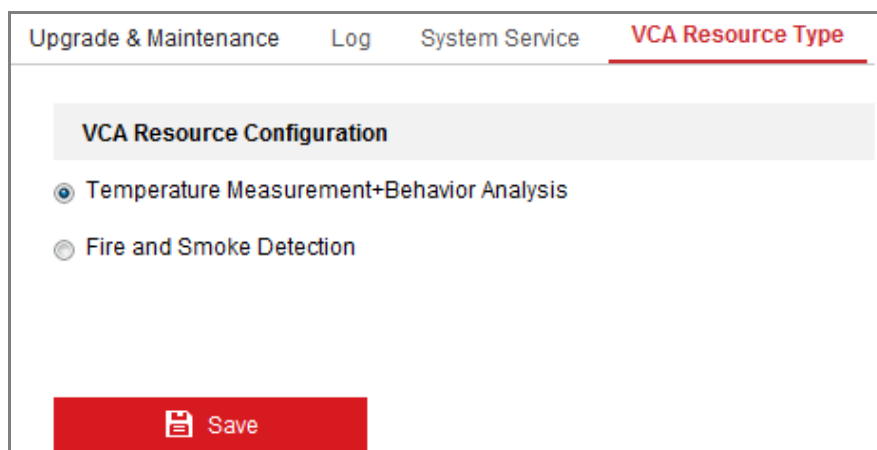 Upgrade & Maintenance Log System Service VCA Resource Type
VCA Resource Configuration
Temperature Measurement+Behavior Analysis
Fire and Smoke Detection
Save